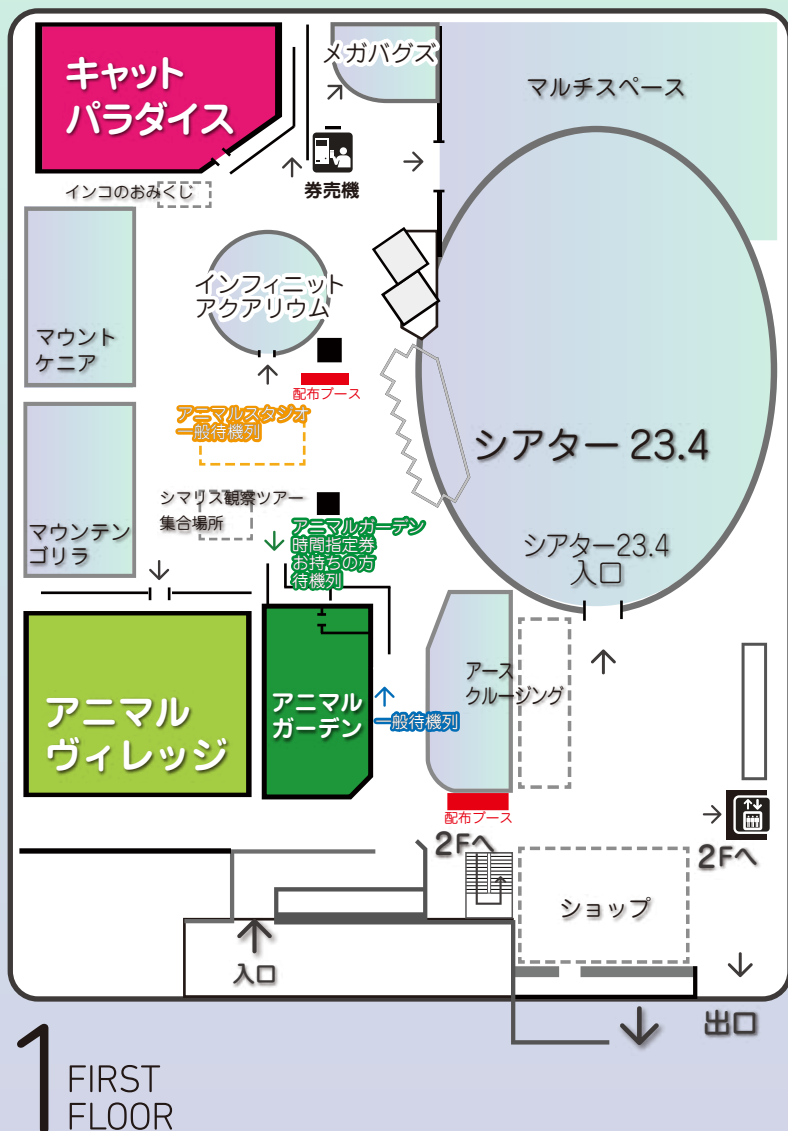 キャット
パラダイス
メガバグズ
マルチスペース
券売機
インコのおみくじ
インフィニット
アクアリウム
マウント
ケニア
配布ブース
アニマルスタジオ
一般待機列
シアター 23.4
シマリス観察ツアー
集合場所
マウンテン
ゴリラ
アニマルガーデン
時間指定券
お持ちの方
待機列
シアター23.4
入口
アース
クルージング
アニマル
ヴィレッジ
アニマル
ガーデン
一般待機列
配布ブース
2Fへ
2Fへ
ショップ
入口
出口
1
FIRST
FLOOR